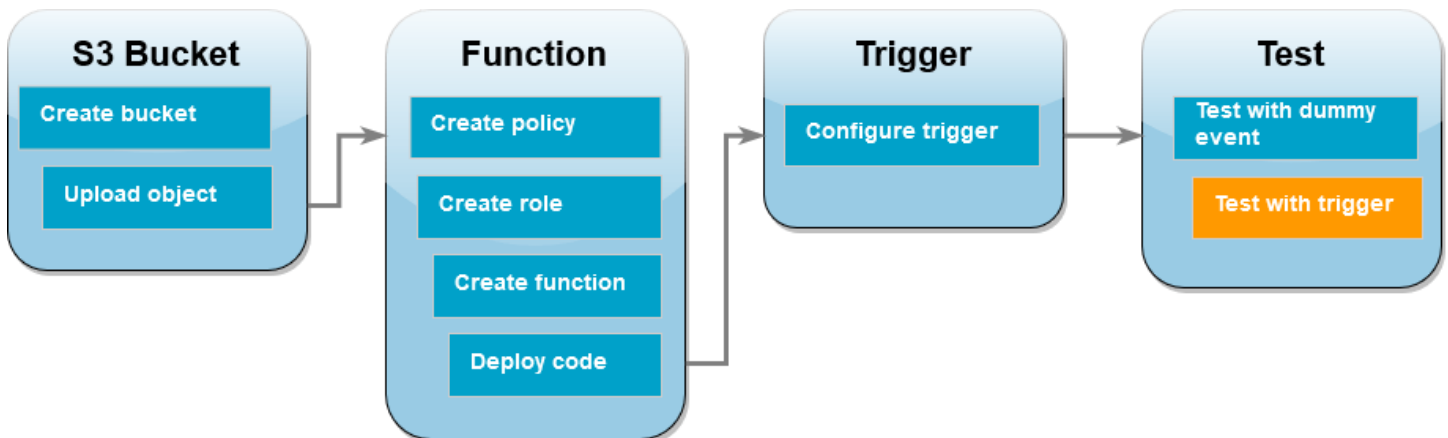 S3 Bucket
Create bucket
Upload object
Function
Create policy
Create role
Create function
Deploy code
Trigger
Configure trigger
Test
Test with dummy
event
Test with trigger